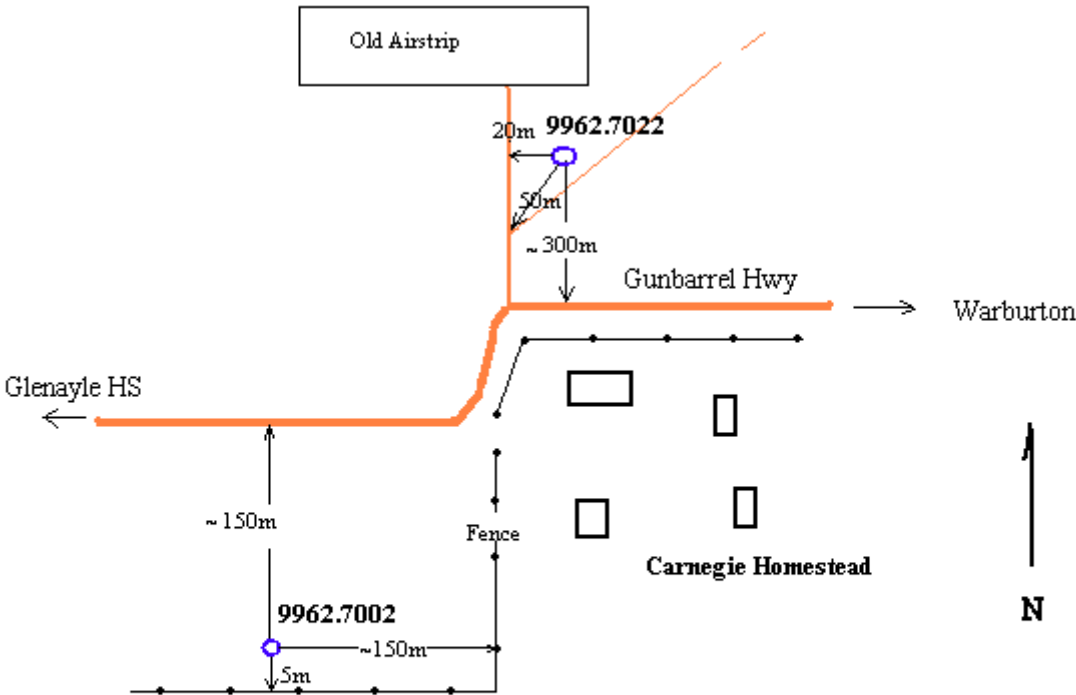 Old Airstrip
20m
9962.7022
50m
~300m
Gunbarrel Hwy
Warburton
Glenayle HS
~150m
Fence
Carnegie Homestead
N
9962.7002
~150m
5m